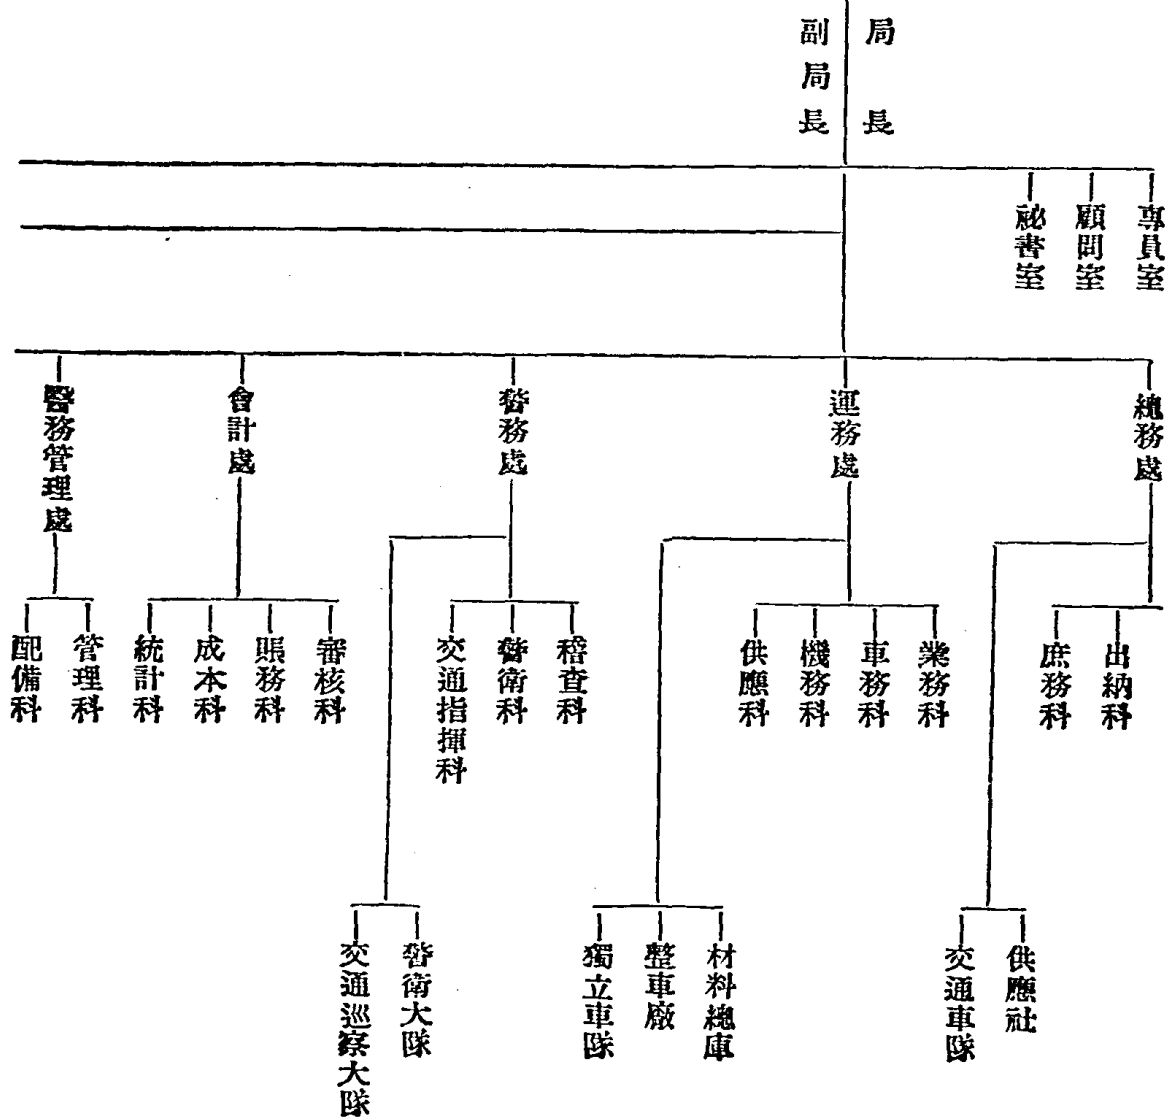 局長
副局長
專員室
顧問室
祕書室
總務處
運務處
警務處
會計處
醫務管理處
出納科
庶務科
業務科
車務科
機務科
供應科
稽查科
警衛科
交通指揮科
審核科
賬務科
成本科
統計科
管理科
配備科
供應社
交通車隊
材料總庫
整車廠
獨立車隊
警衛大隊
交通巡察大隊